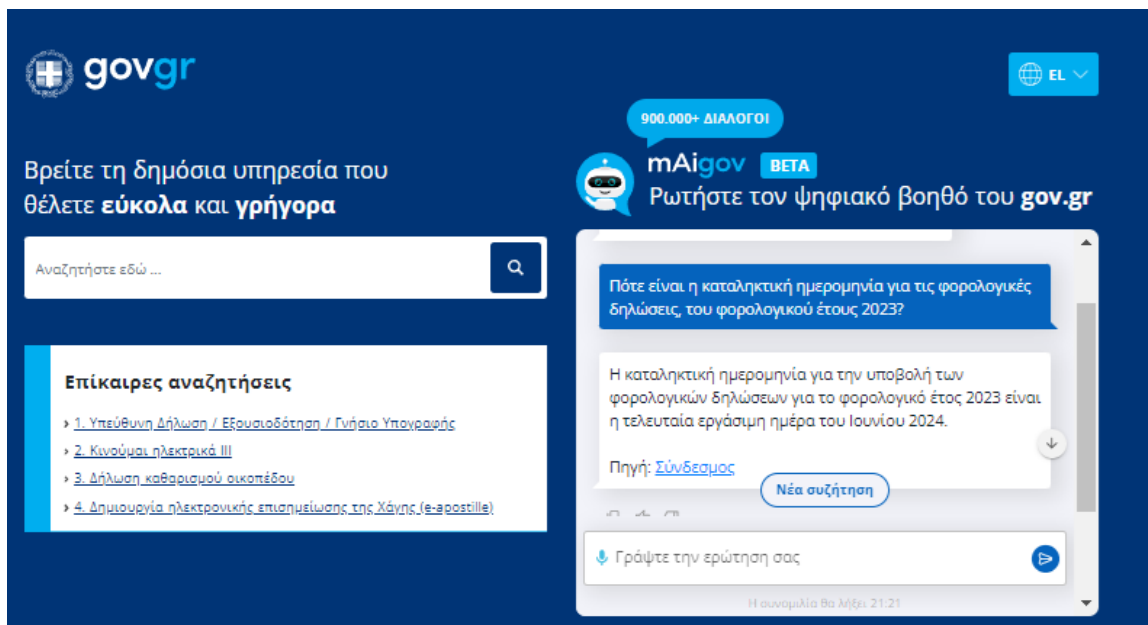 govgr
EL
Βρείτε τη δημόσια υπηρεσία που
θέλετε εύκολα και γρήγορα
Αναζητήστε εδώ ...
Επίκαιρες αναζητήσεις
› 1. Υπεύθυνη Δήλωση / Εξουσιοδότηση / Γνήσιο Υπογραφής
› 2. Κινούμαι ηλεκτρικά III
› 3. Δήλωση καθαρισμού οικοπέδου
› 4. Δημιουργία ηλεκτρονικής επισημείωσης της Χάγης (e-apostille)
900.000+ ΔΙΑΛΟΓΟΙ
mAigov BETA
Ρωτήστε τον ψηφιακό βοηθό του gov.gr
Πότε είναι η καταληκτική ημερομηνία για τις φορολογικές
δηλώσεις, του φορολογικού έτους 2023?
Η καταληκτική ημερομηνία για την υποβολή των
φορολογικών δηλώσεων για το φορολογικό έτος 2023 είναι
η τελευταία εργάσιμη ημέρα του Ιουνίου 2024.
Πηγή: Σύνδεσμος
Νέα συζήτηση
Γράψτε την ερώτηση σας
Η συνομιλία θα λήξει 21:21